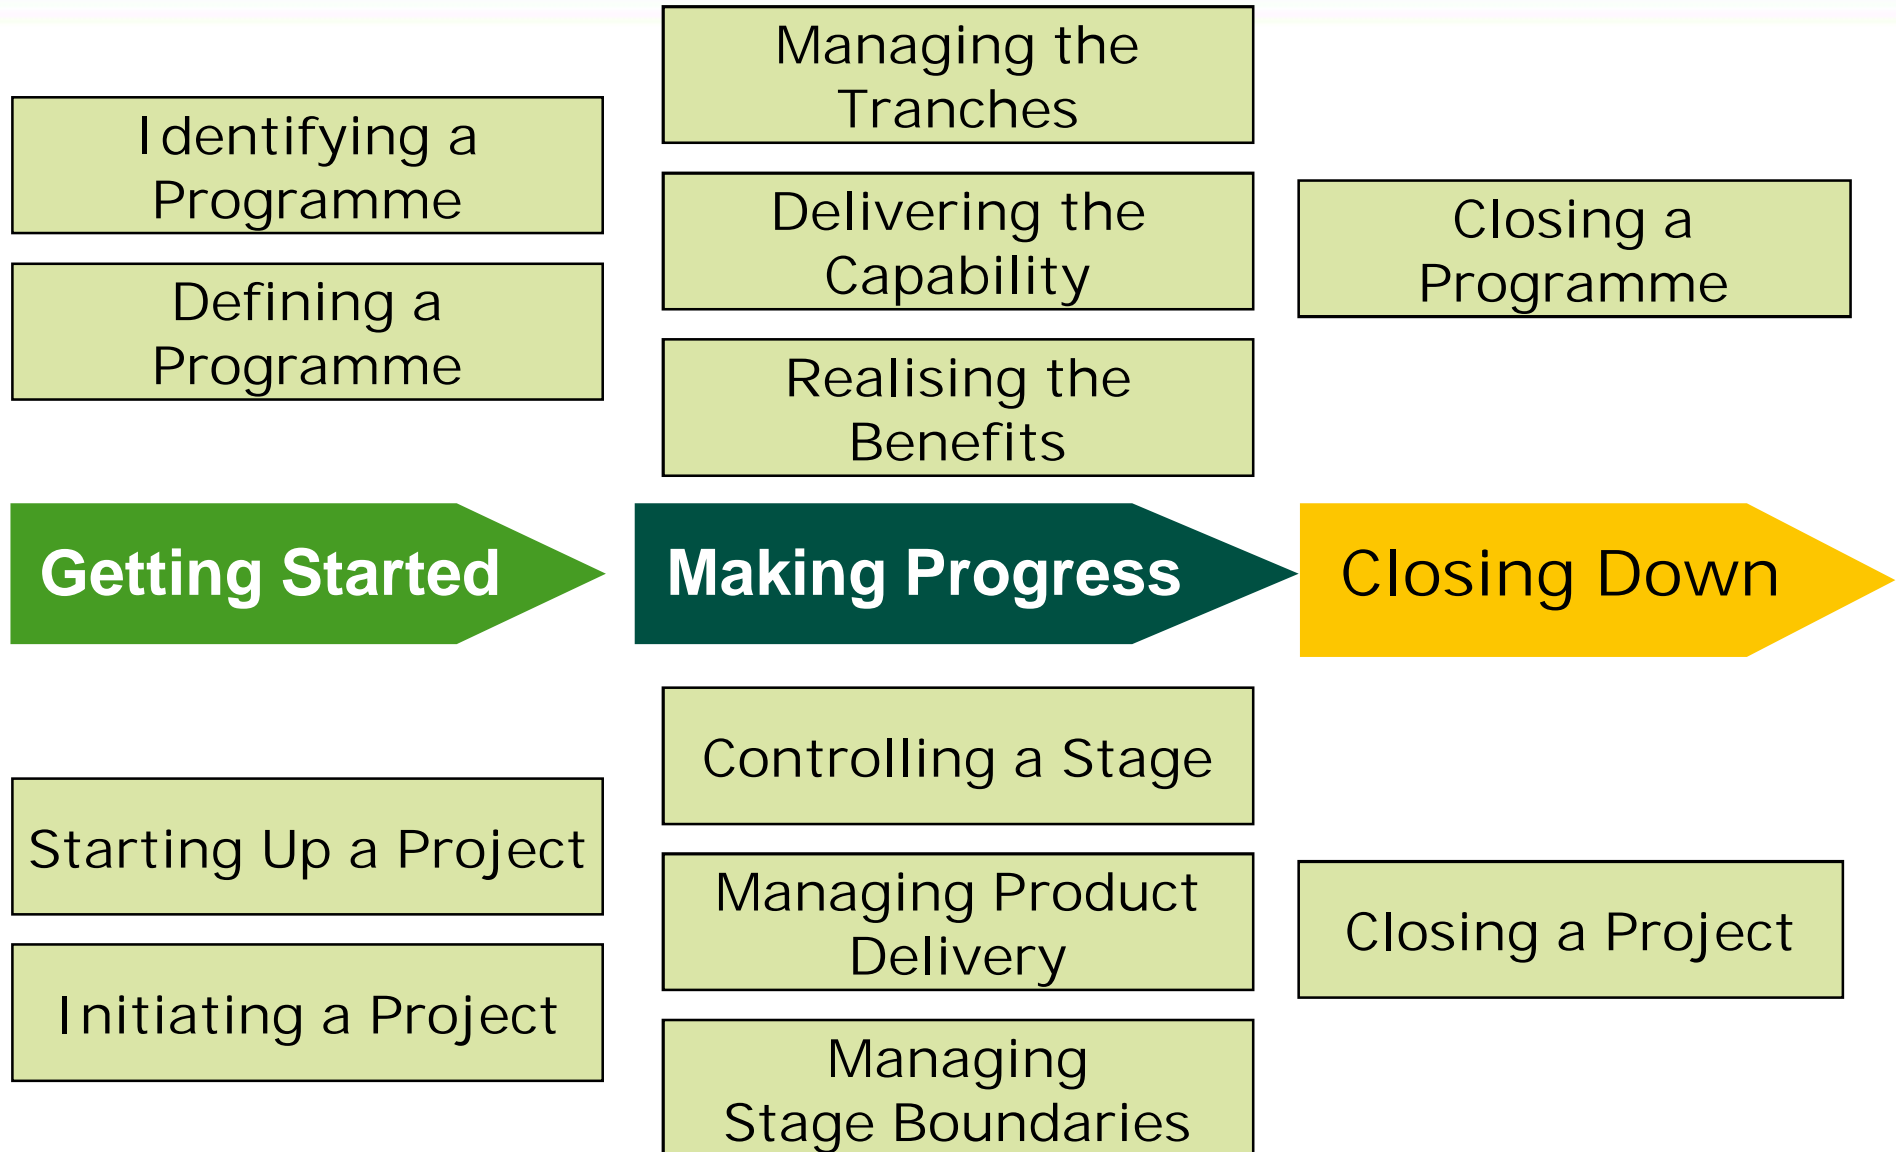 Identifying a
Programme
Defining a
Programme
Managing the
Tranches
Delivering the
Capability
Realising the
Benefits
Closing a
Programme
Getting Started
Making Progress
Closing Down
Starting Up a Project
Initiating a Project
Controlling a Stage
Managing Product
Delivery
Managing
Stage Boundaries
Closing a Project